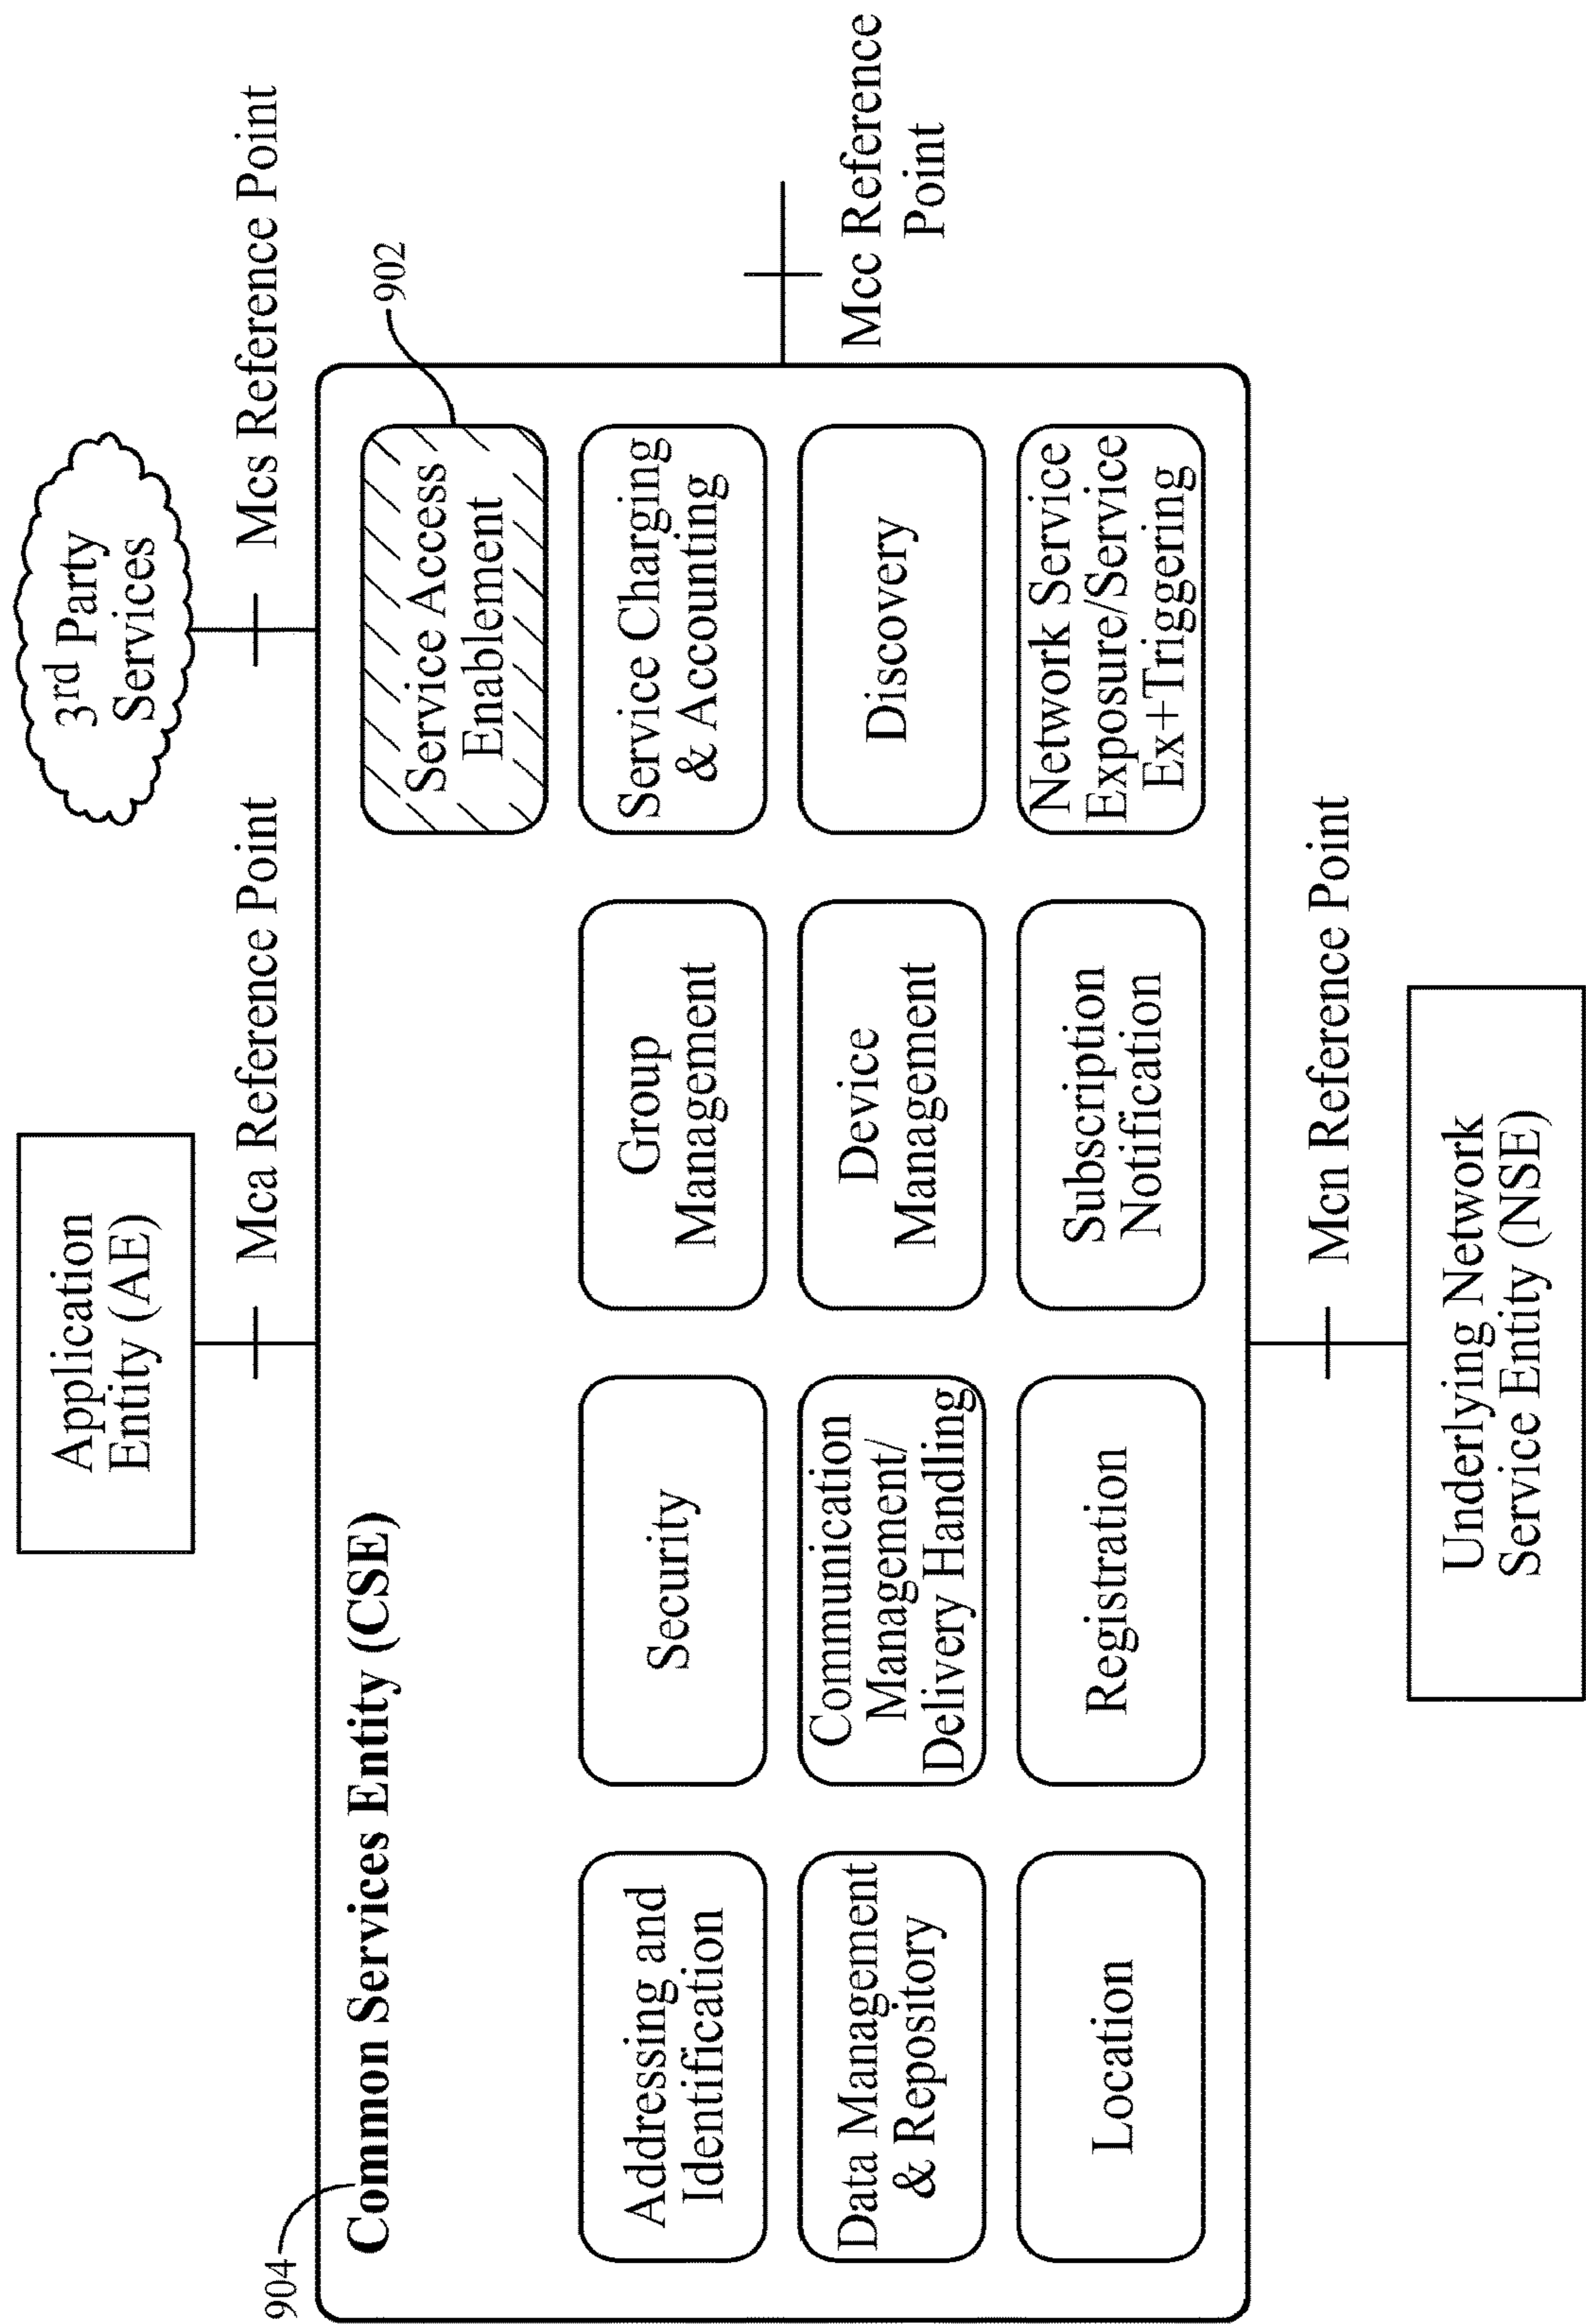 Application
Entity (AE)
3rd Party
Services
Mca Reference Point
Mcs Reference Point
904
Common Services Entity (CSE)
902
Service Access
Enablement
Addressing and
Identification
Security
Group
Management
Service Charging
& Accounting
Data Management
& Repository
Communication
Management/
Delivery Handling
Device
Management
Discovery
Location
Registration
Subscription
Notification
Network Service
Exposure/Service
Ex+Triggering
Mcc Reference
Point
Mcn Reference Point
Underlying Network
Service Entity (NSE)